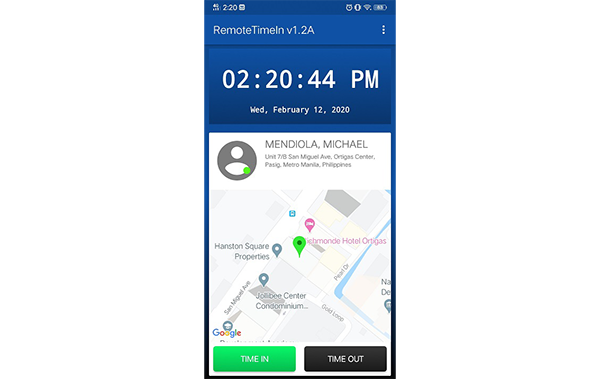 2:20
RemoteTimeIn v1.2A
02:20:44 PM
Wed, February 12, 2020
MENDIOLA, MICHAEL
Unit 7/B San Miguel Ave, Ortigas Center,
Pasig, Metro Manila, Philippines
chmonde Hotel Ortigas
Hanston Square
Properties
Pearl Dr
Jollibee Center
Condominium...
San Miguel Ave
Gold Loop
Na
De
Google
TIME IN
TIME OUT